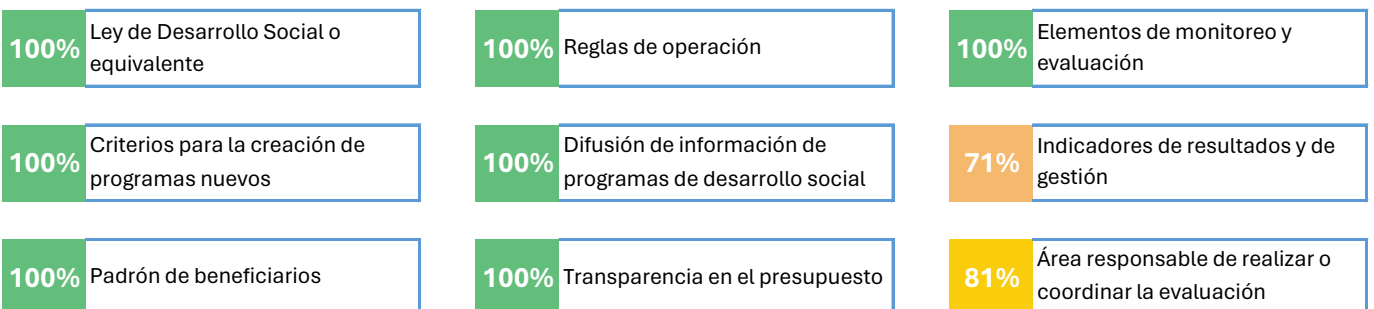 100%
Ley de Desarrollo Social o
equivalente
100%
Reglas de operación
100%
Elementos de monitoreo y
evaluación
100%
Criterios para la creación de
programas nuevos
100%
Difusión de información de
programas de desarrollo social
71%
Indicadores de resultados y de
gestión
100%
Padrón de beneficiarios
100%
Transparencia en el presupuesto
81%
Área responsable de realizar o
coordinar la evaluación